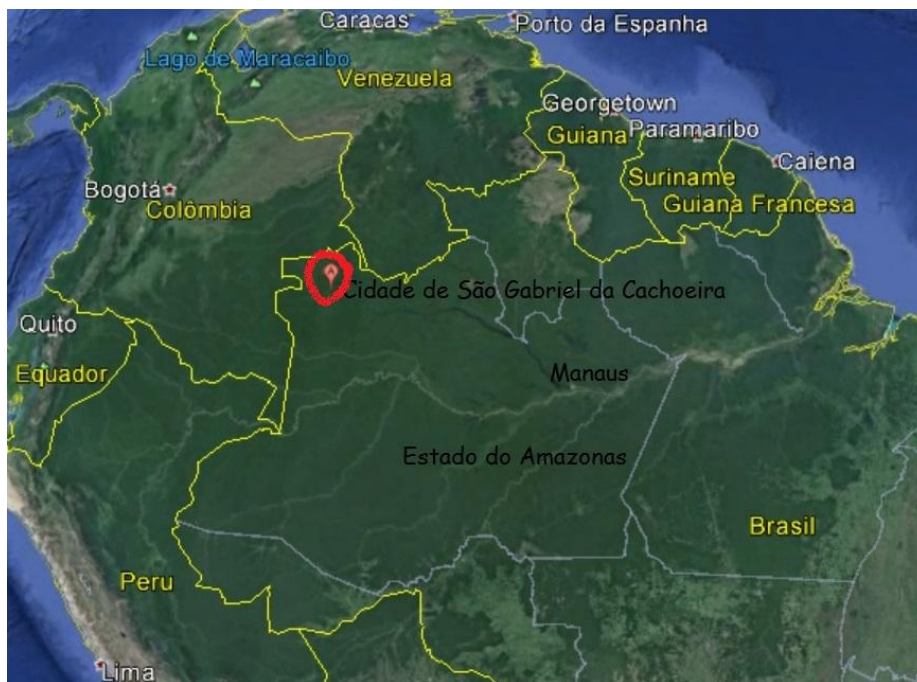 Caracas
Porto da Espanha
Lago de Maracaibo
Venezuela
Georgetown
Guiana
Paramaribo
Caiena
Suriname
Bogotá
Colômbia
Guiana Francesa
A
Cidade de São Gabriel da Cachoeira
Quito
Equador
Manaus
Estado do Amazonas
Brasil
Peru
Lima